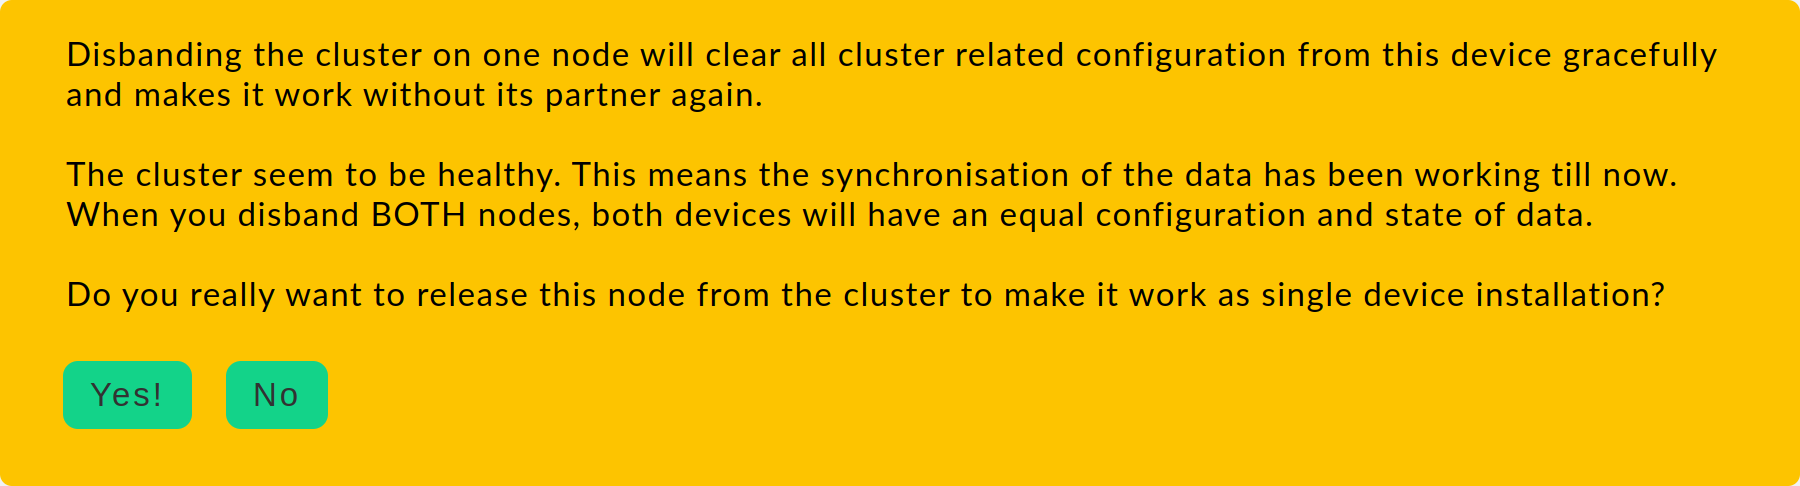 Disbanding the cluster on one node will clear all cluster related configuration from this device gracefully
and makes it work without its partner again.
The cluster seem to be healthy. This means the synchronisation of the data has been working till now.
When you disband BOTH nodes, both devices will have an equal configuration and state of data.
Do you really want to release this node from the cluster to make it work as single device installation?
Yes! No